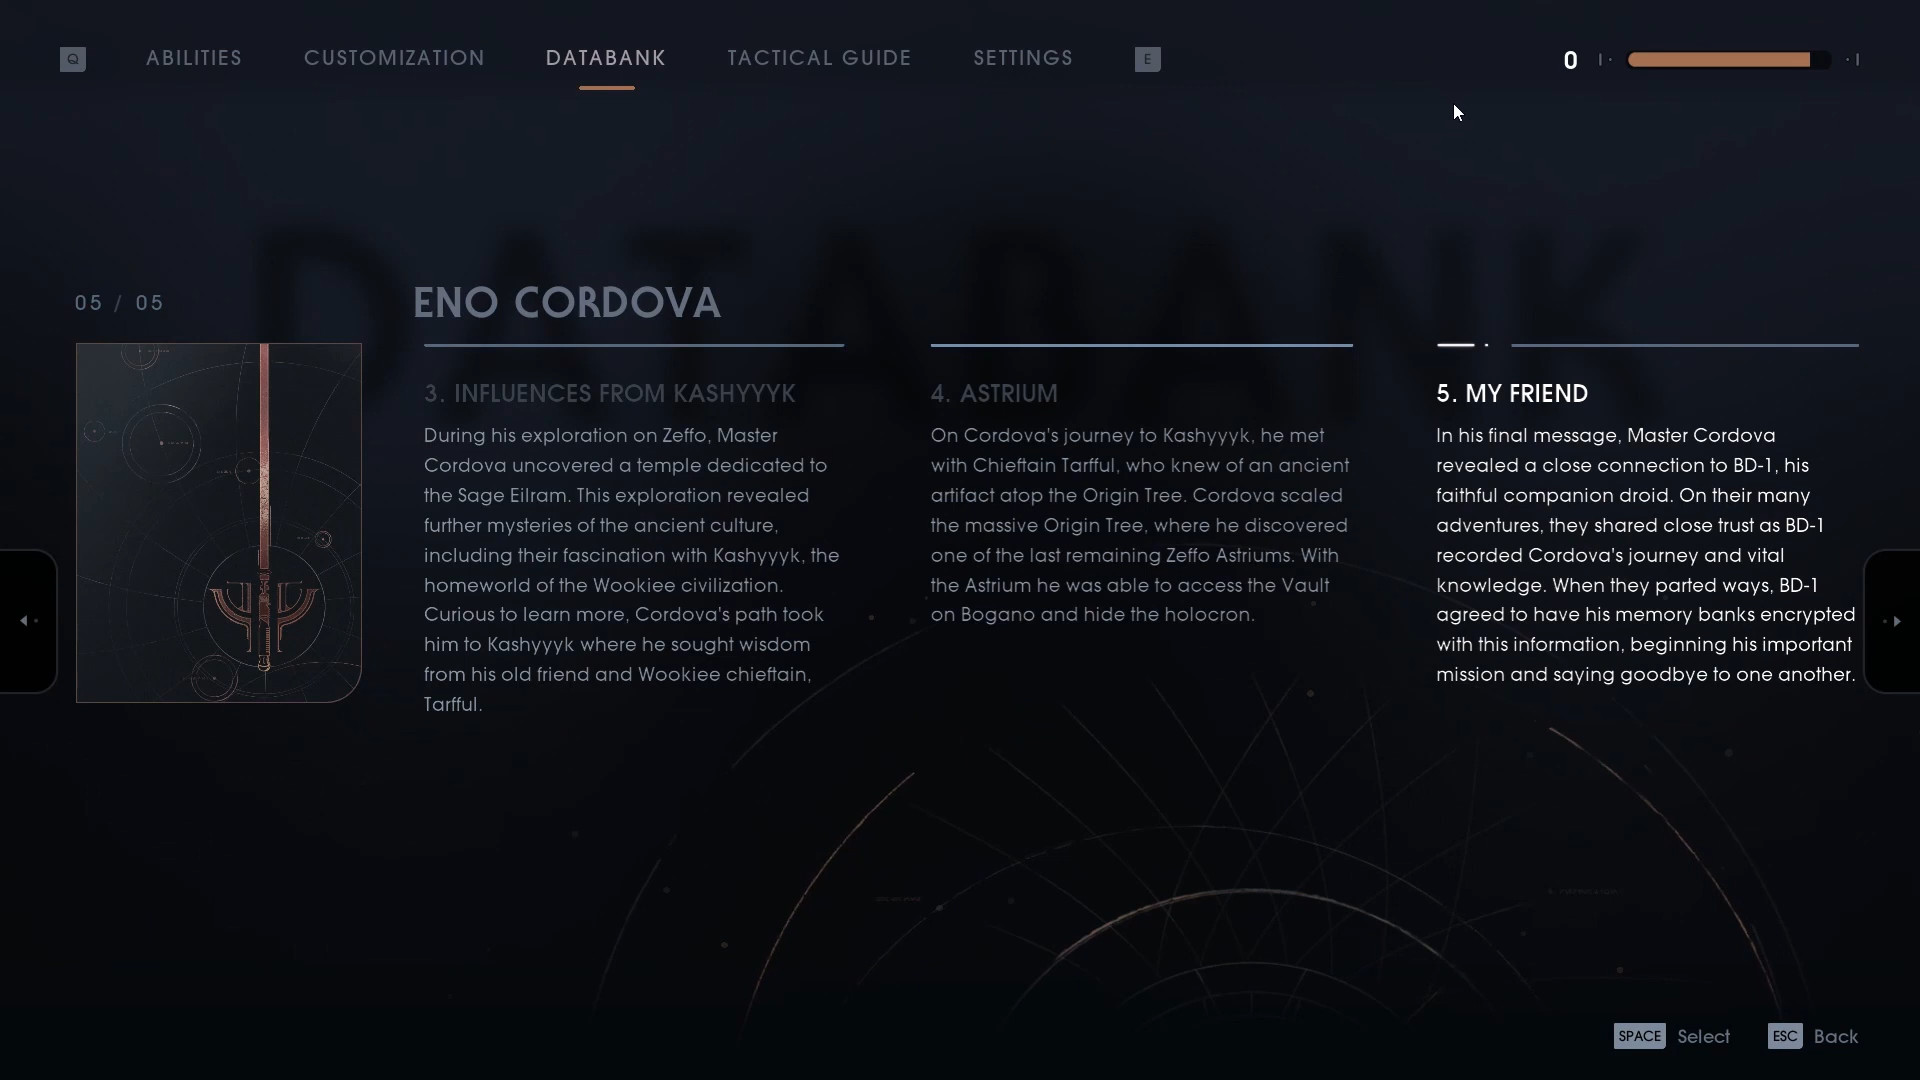 Q ABILITIES CUSTOMIZATION DATABANK TACTICAL GUIDE SETTINGS E 0
DATABANK
05 / 05
ENO CORDOVA
3. INFLUENCES FROM KASHYYYK
During his exploration on Zeffo, Master
Cordova uncovered a temple dedicated to
the Sage Eilram. This exploration revealed
further mysteries of the ancient culture,
including their fascination with Kashyyyk, the
homeworld of the Wookiee civilization.
Curious to learn more, Cordova's path took
him to Kashyyyk where he sought wisdom
from his old friend and Wookiee chieftain,
Tarfful.
4. ASTRIUM
On Cordova's journey to Kashyyyk, he met
with Chieftain Tarfful, who knew of an ancient
artifact atop the Origin Tree. Cordova scaled
the massive Origin Tree, where he discovered
one of the last remaining Zeffo Astriums. With
the Astrium he was able to access the Vault
on Bogano and hide the holocron.
5. MY FRIEND
In his final message, Master Cordova
revealed a close connection to BD-1, his
faithful companion droid. On their many
adventures, they shared close trust as BD-1
recorded Cordova's journey and vital
knowledge. When they parted ways, BD-1
agreed to have his memory banks encrypted
with this information, beginning his important
mission and saying goodbye to one another.
SPACE Select ESC Back